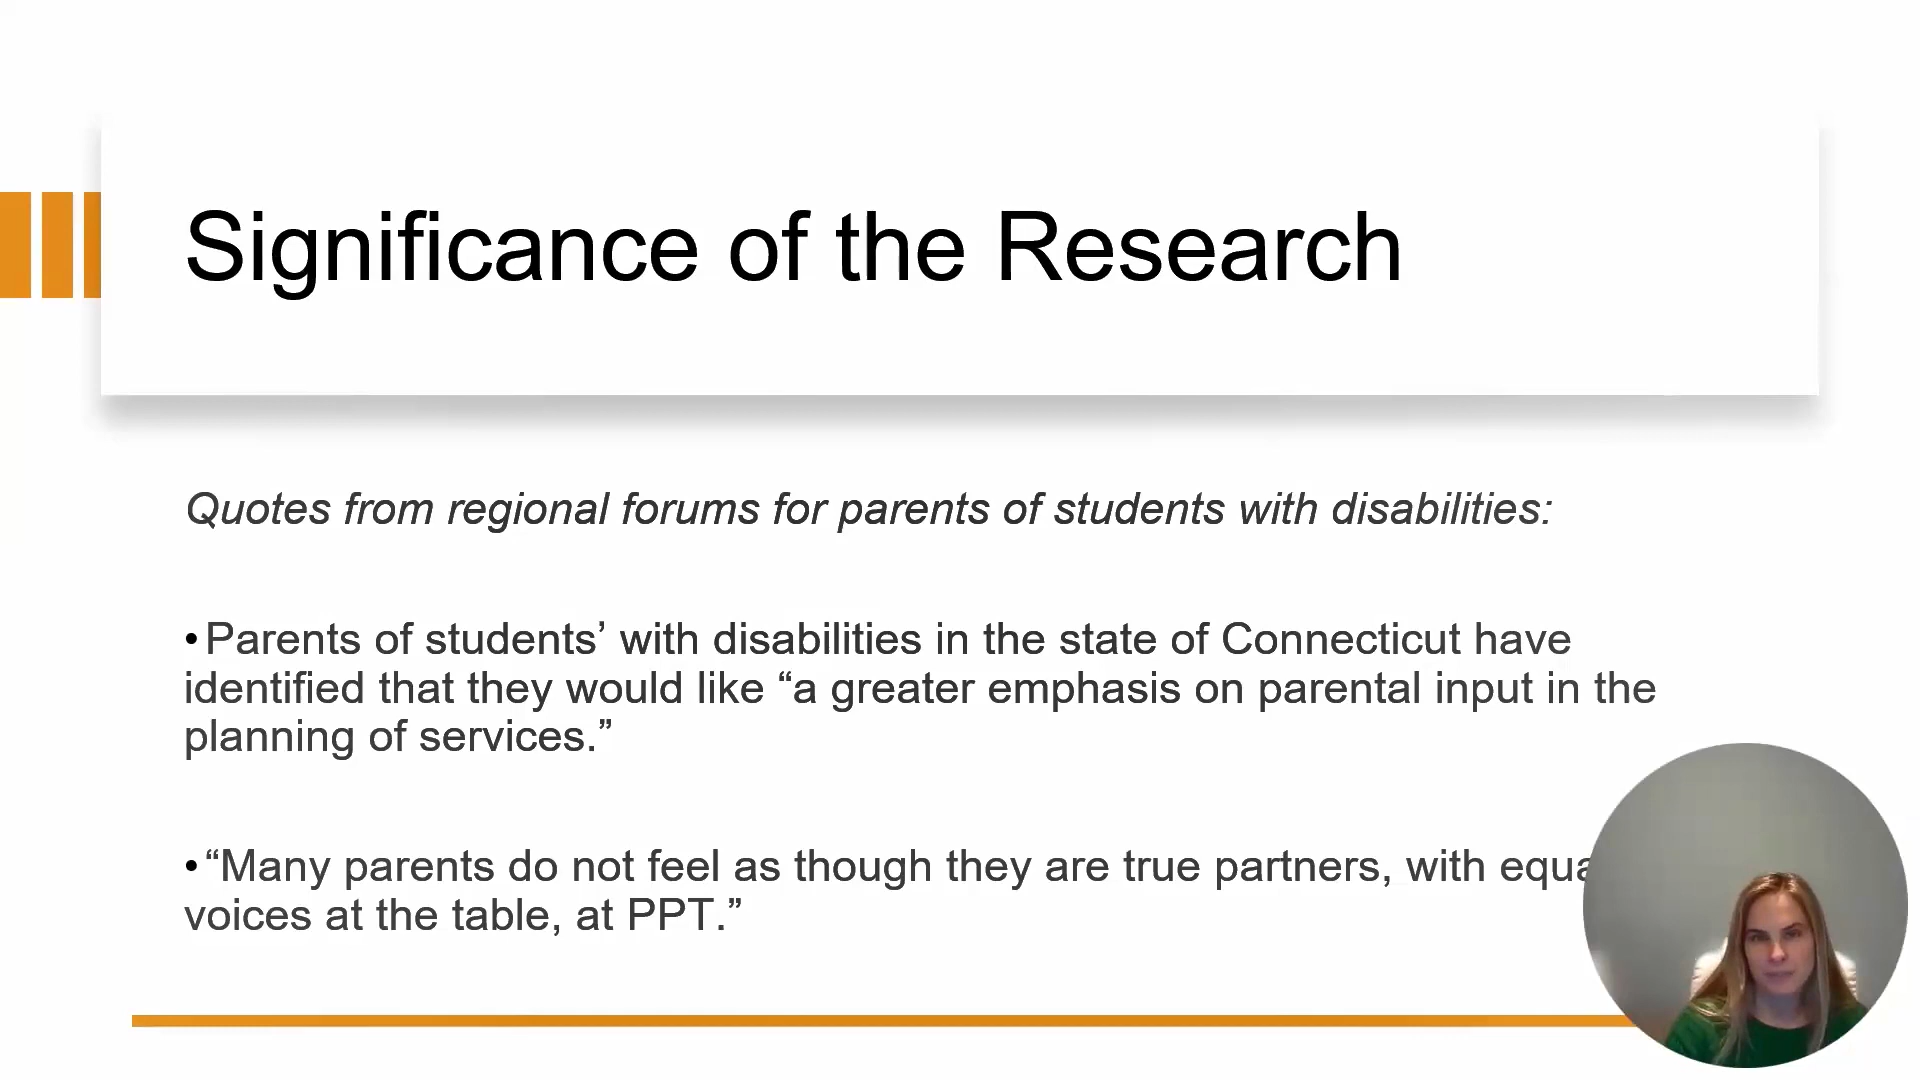 Significance of the Research
Quotes from regional forums for parents of students with disabilities:
•Parents of students’ with disabilities in the state of Connecticut have
identified that they would like “a greater emphasis on parental input in the
planning of services.”
•“Many parents do not feel as though they are true partners, with equa
voices at the table, at PPT.”